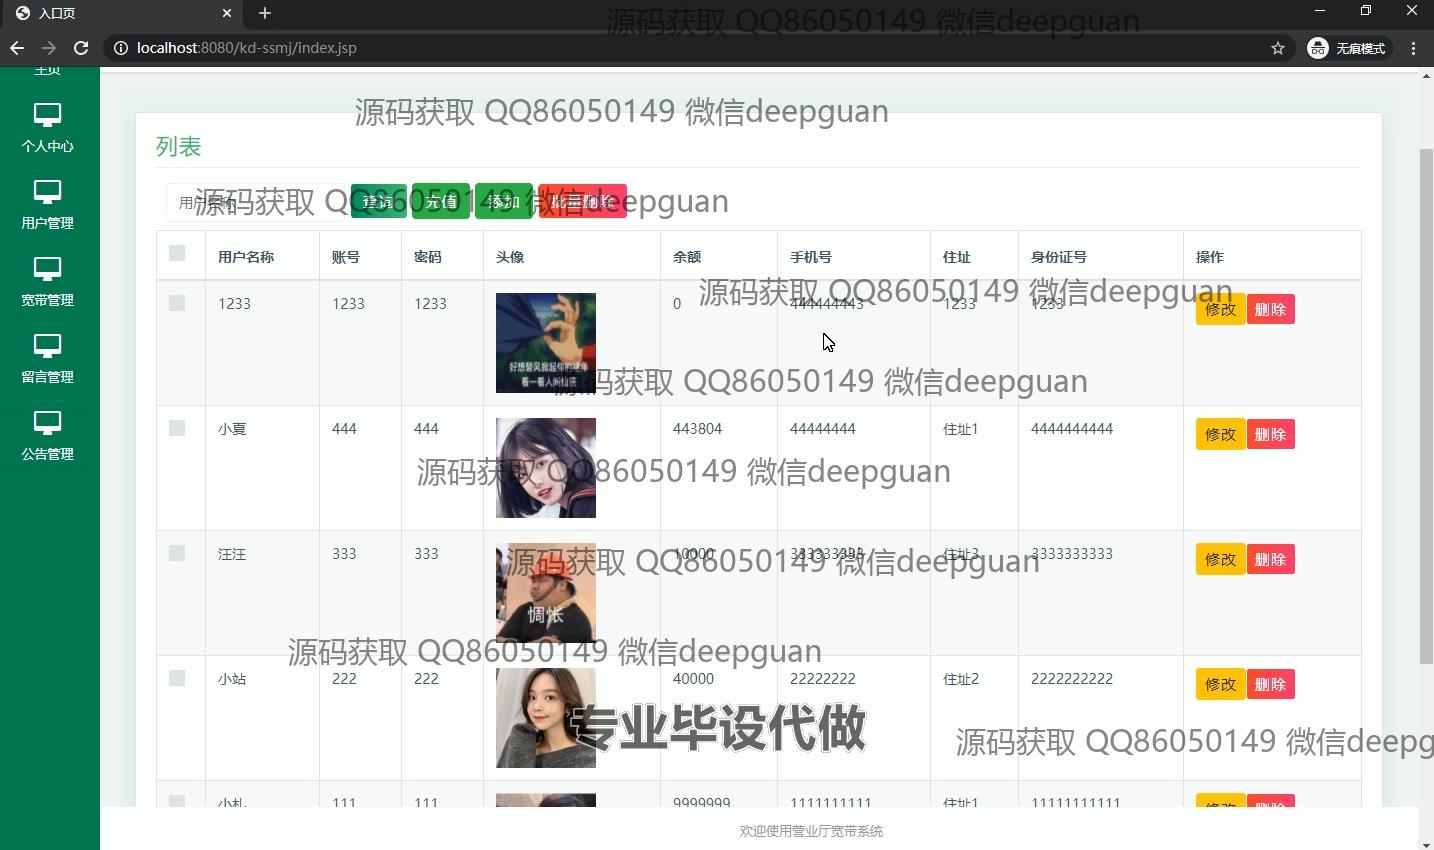 入口页
源码获取 QQ86050149 微信deepguan
localhost:8080/kd-ssmj/index.jsp
无痕模式
主页
源码获取 QQ86050149 微信deepguan
个人中心
列表
源码获取 QQ86050149 微信deepguan
查询 充值 添加 批量删除
用户管理
用户名称 账号 密码 头像 余额 手机号 住址 身份证号 操作
源码获取 QQ86050149 微信deepguan
宽带管理
1233 1233 1233 0 444444443 1233 1233 修改 删除
好想替风掀起你的裙角
看一看人间仙境
源码获取 QQ86050149 微信deepguan
留言管理
小夏 444 444 443804 44444444 住址1 4444444444 修改 删除
公告管理
源码获取 QQ86050149 微信deepguan
汪汪 333 333 10000 333333333 住址3 3333333333 修改 删除
源码获取 QQ86050149 微信deepguan
惆怅
源码获取 QQ86050149 微信deepguan
小站 222 222 40000 22222222 住址2 2222222222 修改 删除
专业毕设代做
源码获取 QQ86050149 微信deepg
小札 111 111 9999999 1111111111 住址1 11111111111 修改 删除
欢迎使用营业厅宽带系统